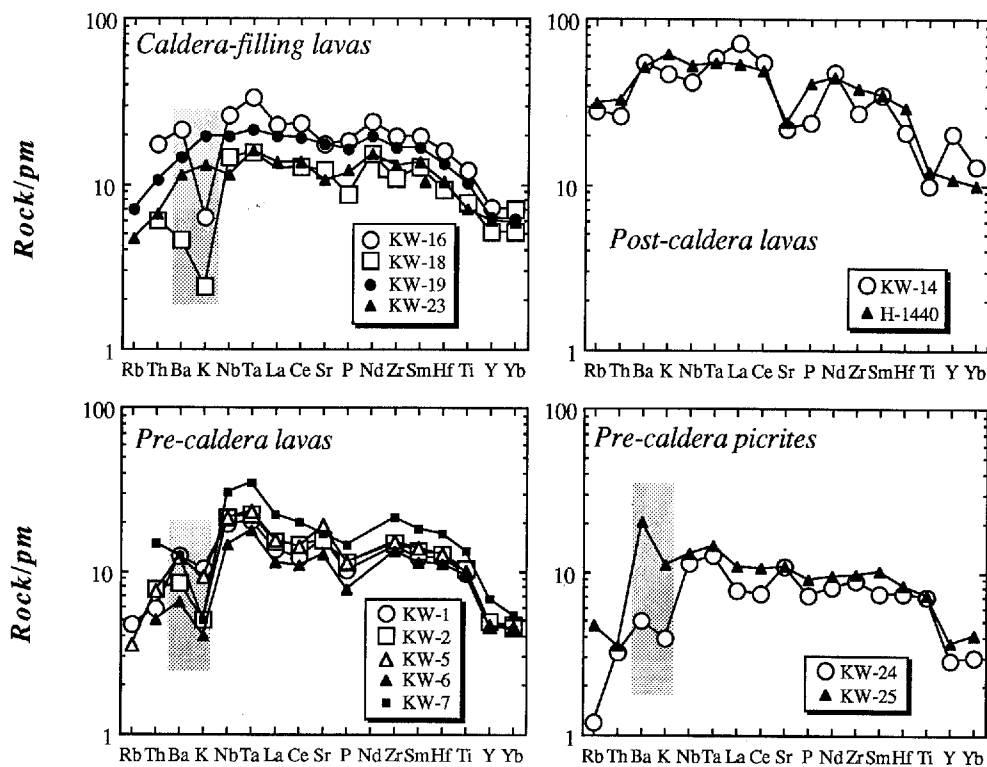 100
Caldera-filling lavas
10
Rock/pm
KW-16
KW-18
KW-19
KW-23
1
Rb Th Ba K Nb Ta La Ce Sr P Nd Zr Sm Hf Ti Y Yb
100
10
Post-caldera lavas
KW-14
H-1440
1
Rb Th Ba K Nb Ta La Ce Sr P Nd Zr Sm Hf Ti Y Yb
100
Pre-caldera lavas
10
Rock/pm
KW-1
KW-2
KW-5
KW-6
KW-7
1
Rb Th Ba K Nb Ta La Ce Sr P Nd Zr Sm Hf Ti Y Yb
100
Pre-caldera picrites
10
KW-24
KW-25
1
Rb Th Ba K Nb Ta La Ce Sr P Nd Zr Sm Hf Ti Y Yb